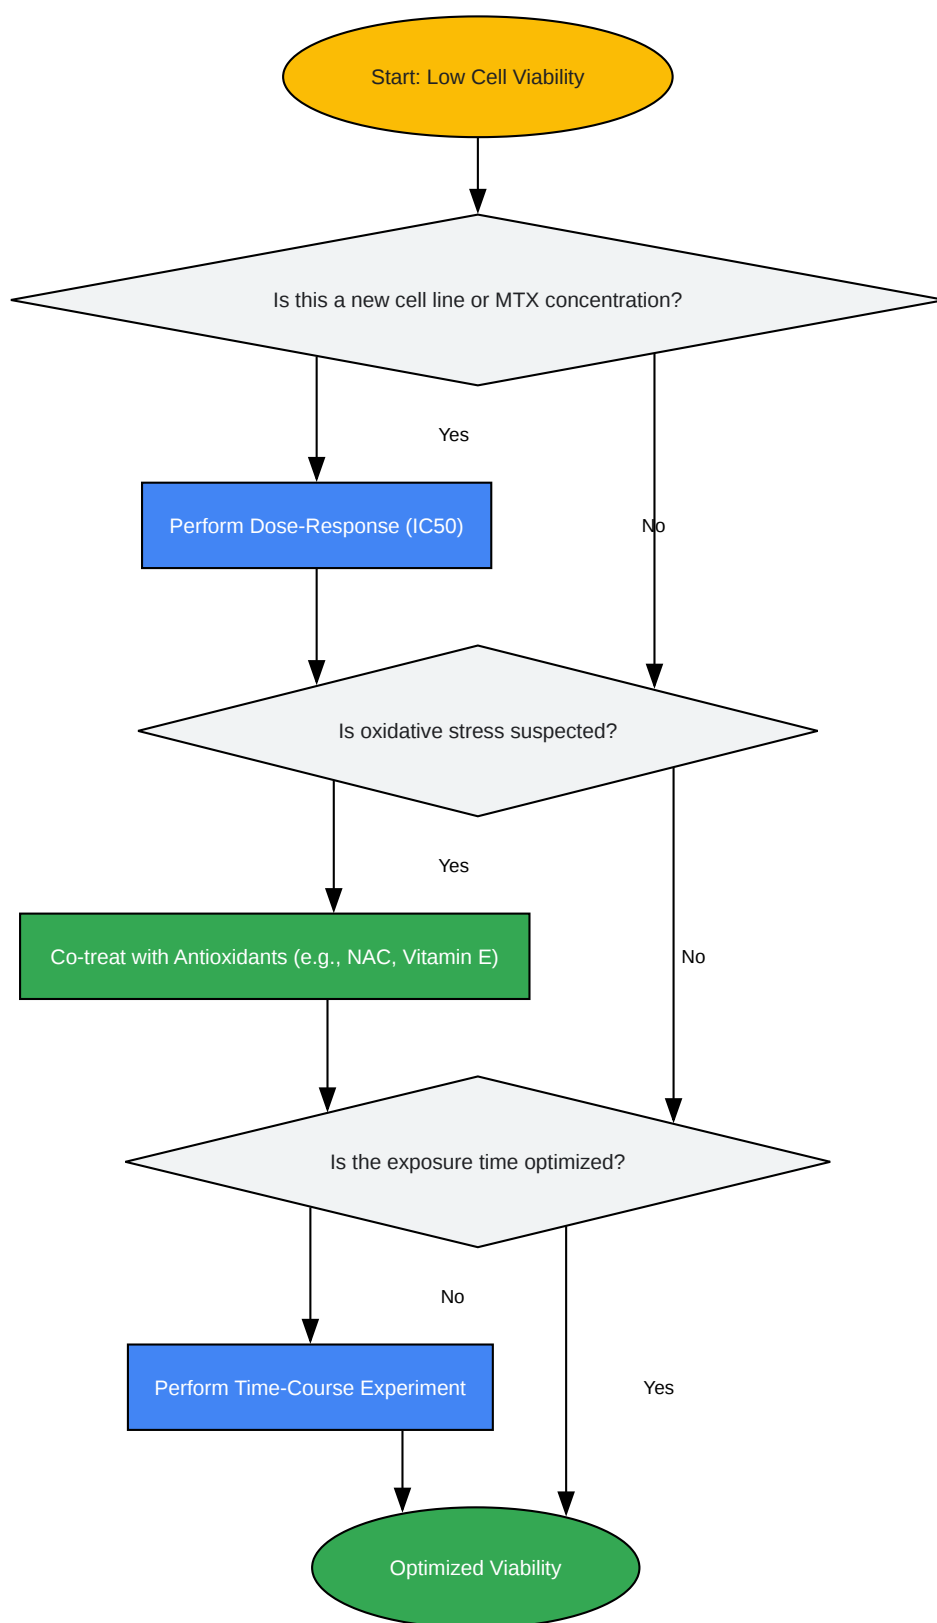 Start: Low Cell Viability
Is this a new cell line or MTX concentration?
Yes
Perform Dose-Response (IC50)
No
Is oxidative stress suspected?
Yes
Co-treat with Antioxidants (e.g., NAC, Vitamin E)
No
Is the exposure time optimized?
No
Perform Time-Course Experiment
Yes
Optimized Viability